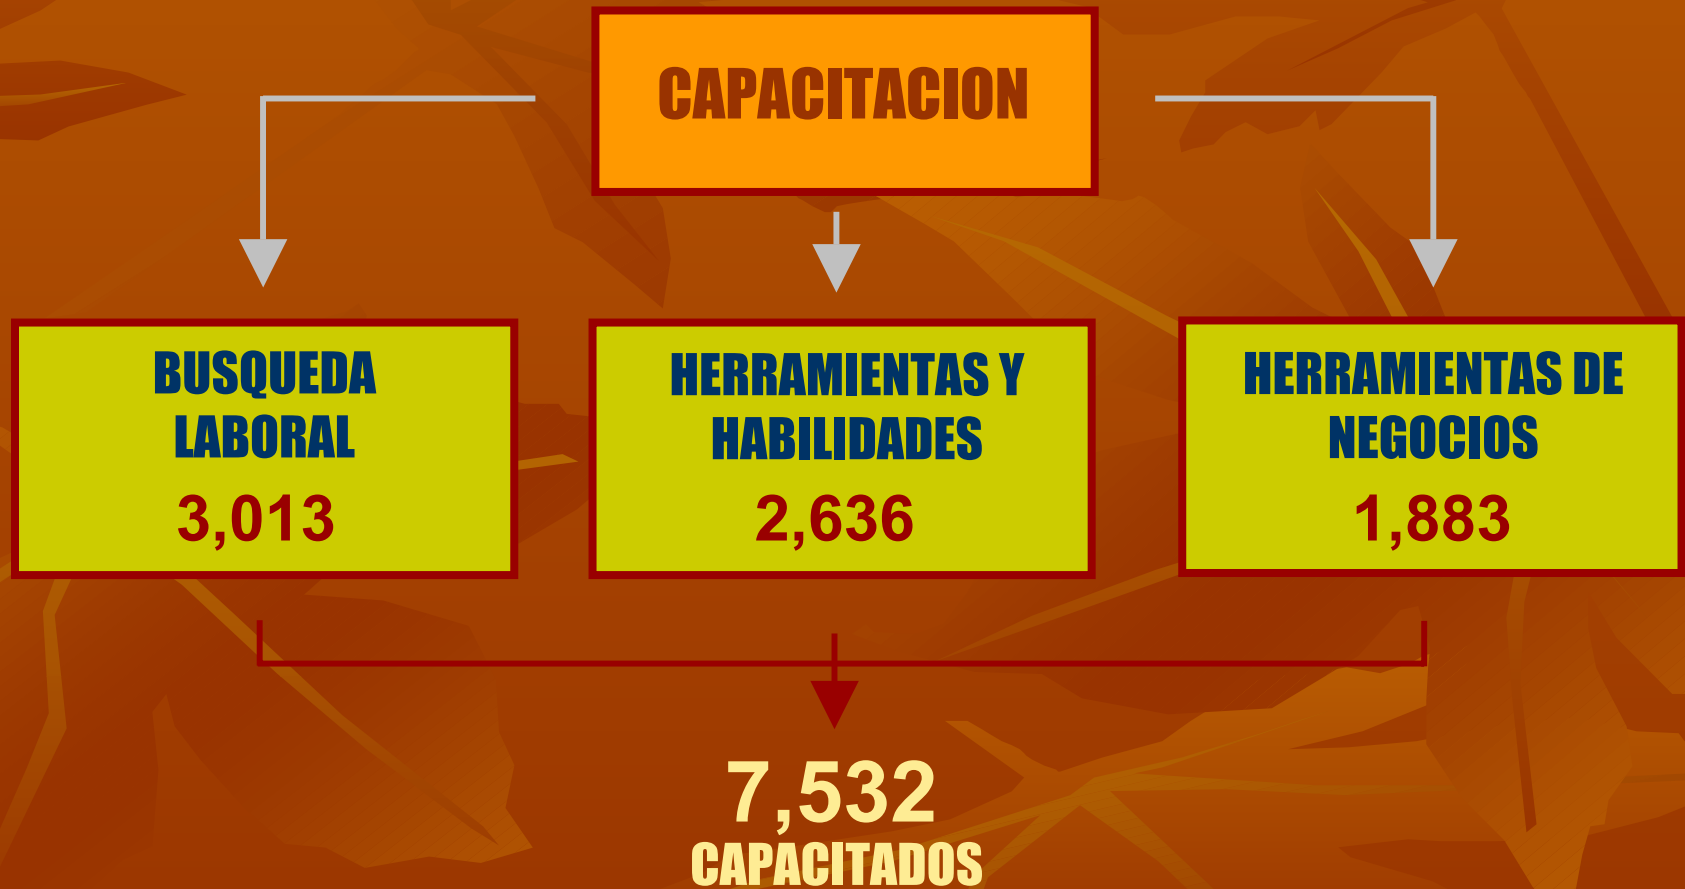 CAPACITACION
BUSQUEDA
LABORAL
3,013
HERRAMIENTAS Y
HABILIDADES
2,636
HERRAMIENTAS DE
NEGOCIOS
1,883
7,532
CAPACITADOS